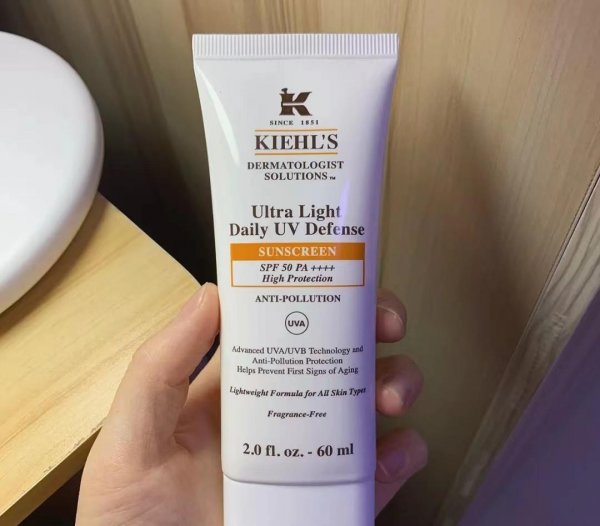 K
SINCE 1851
KIEHL'S
DERMATOLOGIST
SOLUTIONS™
Ultra Light
Daily UV Defense
SUNSCREEN
SPF 50 PA ++++
High Protection
ANTI-POLLUTION
UVA
Advanced UVA/UVB Technology and
Anti-Pollution Protection
Helps Prevent First Signs of Aging
Lightweight Formula for All Skin Types
Fragrance-Free
2.0 fl. oz. - 60 ml